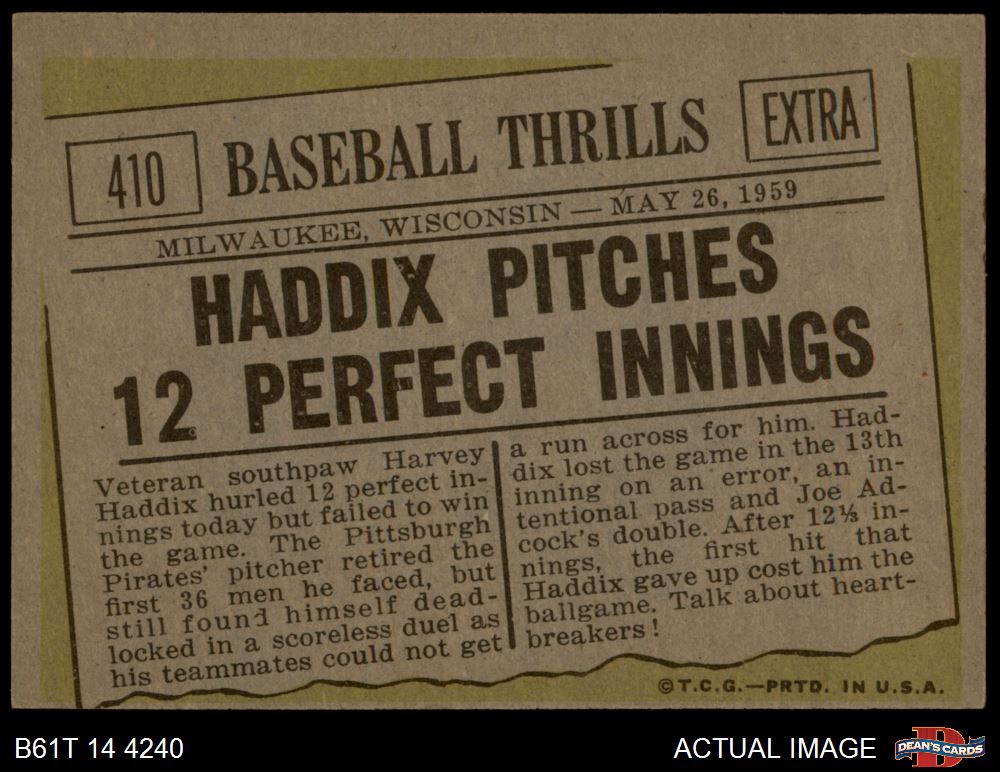 410
BASEBALL THRILLS
EXTRA
MILWAUKEE, WISCONSIN — MAY 26, 1959
HADDIX PITCHES
12 PERFECT INNINGS
Veteran southpaw Harvey
Haddix hurled 12 perfect in-
nings today but failed to win
the game. The Pittsburgh
Pirates' pitcher retired the
first 36 men he faced, but
still found himself dead-
locked in a scoreless duel as
his teammates could not get
a run across for him. Had-
dix lost the game in the 13th
inning on an error, an in-
tentional pass and Joe Ad-
cock's double. After 12⅓ in-
nings, the first hit that
Haddix gave up cost him the
ballgame. Talk about heart-
breakers!
©T.C.G.—PRTD. IN U.S.A.
B61T 14 4240
ACTUAL IMAGE
D
DEAN'S CARDS